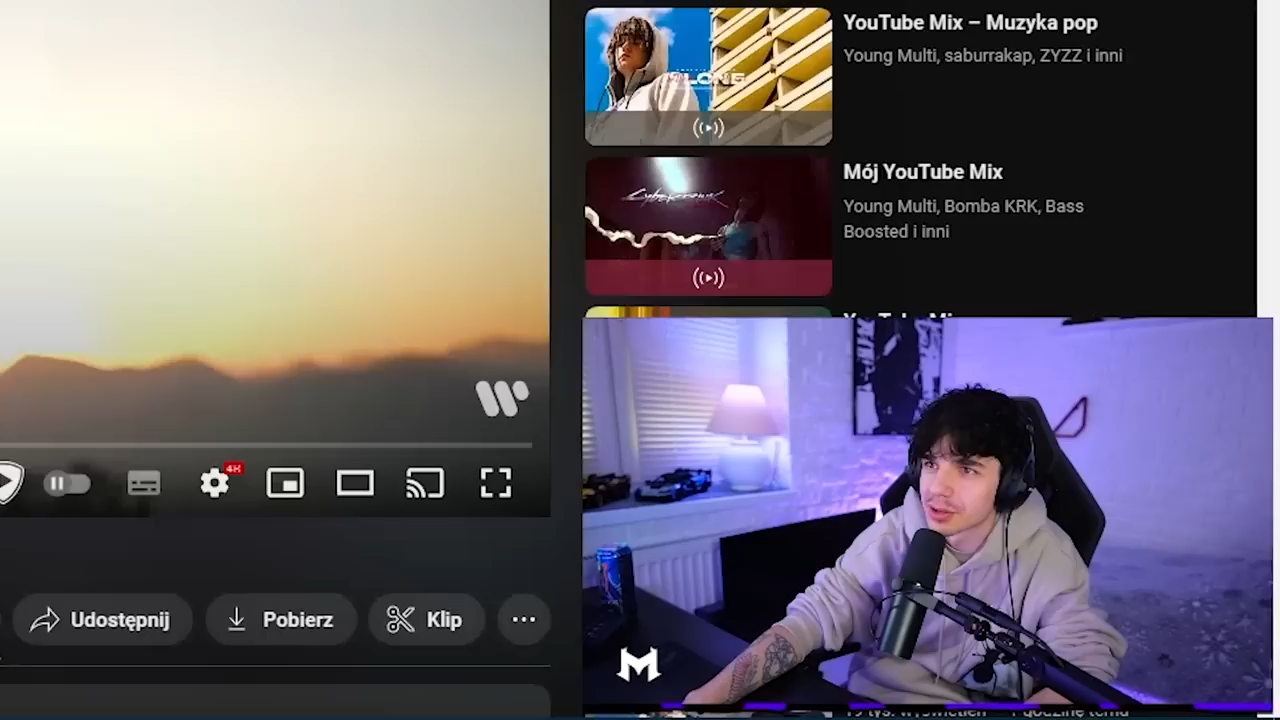 YouTube Mix – Muzyka pop
Young Multi, saburrakap, ZYZZ i inni
Mój YouTube Mix
Young Multi, Bomba KRK, Bass
Boosted i inni
4K
Udostępnij
Pobierz
Klip